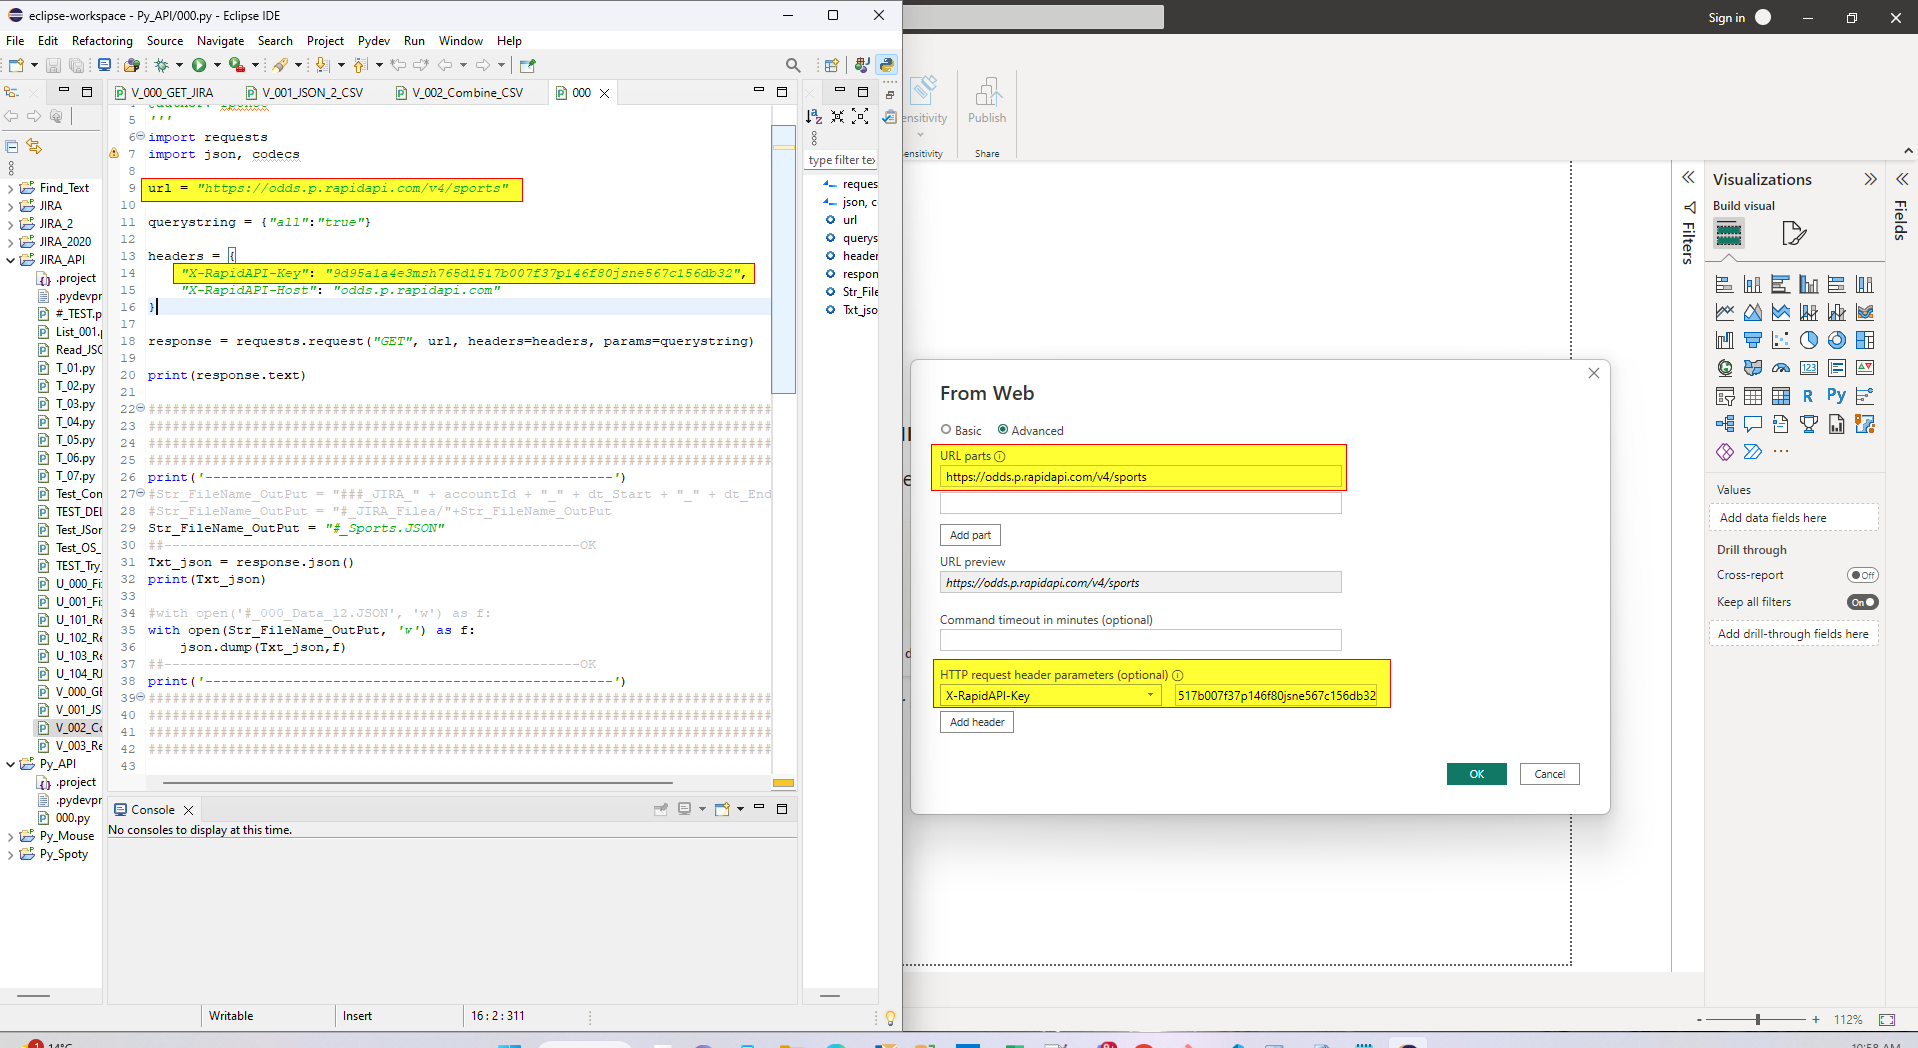 eclipse-workspace - Py_API/000.py - Eclipse IDE
File Edit Refactoring Source Navigate Search Project Pydev Run Window Help
V_000_GET_JIRA V_001_JSON_2_CSV V_002_Combine_CSV 000
5 '''
6 import requests
7 import json, codecs
8
9 url = "https://odds.p.rapidapi.com/v4/sports"
10
11 querystring = {"all":"true"}
12
13 headers = {
14 "X-RapidAPI-Key": "9d95a1a4e3msh765d1517b007f37p146f80jsne567c156db32",
15 "X-RapidAPI-Host": "odds.p.rapidapi.com"
16 }
17
18 response = requests.request("GET", url, headers=headers, params=querystring)
19
20 print(response.text)
21
22 ##############################################################################
23 ##############################################################################
24 ##############################################################################
25 ##############################################################################
26 print('---------------------------------------------------')
27 #Str_FileName_OutPut = "###_JIRA_" + accountId + "_" + dt_Start + "_" + dt_End
28 #Str_FileName_OutPut = "#_JIRA_Filea/"+Str_FileName_OutPut
29 Str_FileName_OutPut = "#_Sports.JSON"
30 ##----------------------------------------------------OK
31 Txt_json = response.json()
32 print(Txt_json)
33
34 #with open('#_000_Data_12.JSON', 'w') as f:
35 with open(Str_FileName_OutPut, 'w') as f:
36 json.dump(Txt_json,f)
37 ##----------------------------------------------------OK
38 print('---------------------------------------------------')
39 ##############################################################################
40 ##############################################################################
41 ##############################################################################
42 ##############################################################################
43
Find_Text
JIRA
JIRA_2
JIRA_2020
JIRA_API
.project
.pydevpr
#_TEST.p
List_001.
Read_JSC
T_01.py
T_02.py
T_03.py
T_04.py
T_05.py
T_06.py
T_07.py
Test_Con
TEST_DEL
Test_JSor
Test_OS_
TEST_Try_
U_000_Fi
U_001_Fi
U_101_Re
U_102_Re
U_103_Re
U_104_RJ
V_000_GE
V_001_JS
V_002_Co
V_003_Re
Py_API
.project
.pydevpr
000.py
Py_Mouse
Py_Spoty
type filter te
reques
json, c
url
querys
header
respon
Str_File
Txt_jso
Console
No consoles to display at this time.
Writable Insert 16 : 2 : 311
Sign in
ensitivity
Publish
ensitivity
Share
From Web
Basic Advanced
URL parts
https://odds.p.rapidapi.com/v4/sports
Add part
URL preview
https://odds.p.rapidapi.com/v4/sports
Command timeout in minutes (optional)
HTTP request header parameters (optional)
X-RapidAPI-Key 517b007f37p146f80jsne567c156db32
Add header
OK Cancel
Filters
Visualizations
Build visual
123
R Py
Values
Add data fields here
Drill through
Cross-report Off
Keep all filters On
Add drill-through fields here
Fields
- + 112%